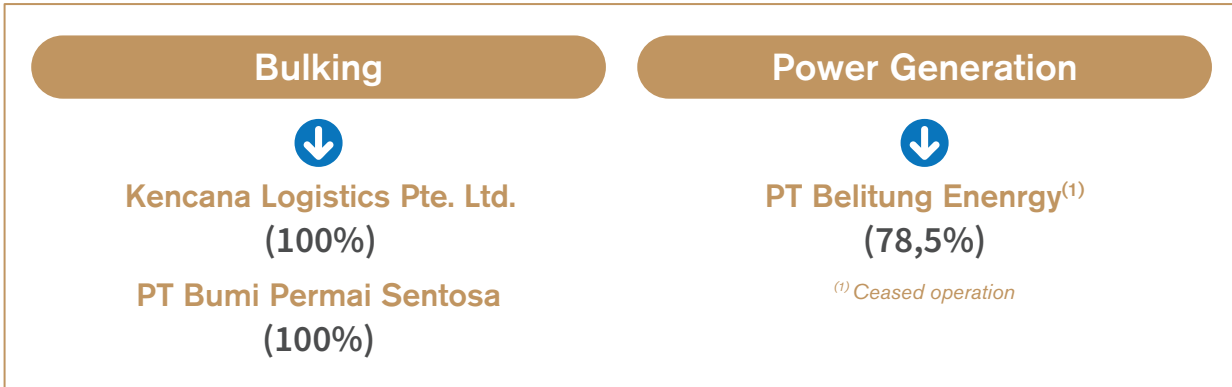 Bulking
Kencana Logistics Pte. Ltd.
(100%)
PT Bumi Permai Sentosa
(100%)
Power Generation
PT Belitung Enenrgy(1)
(78,5%)
(1) Ceased operation